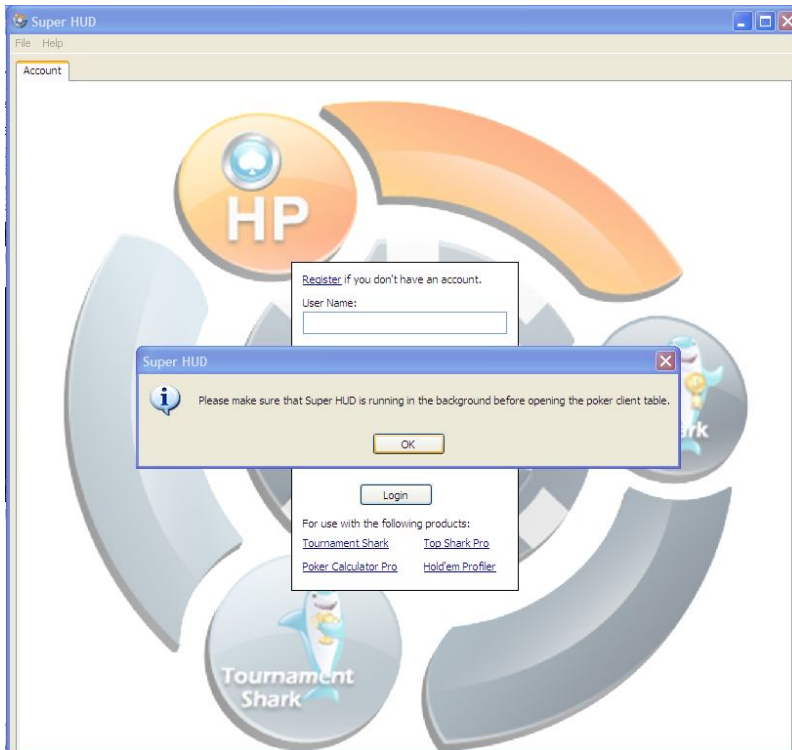 Super HUD
File Help
Account
HP
Register if you don't have an account.
User Name:
Super HUD
Please make sure that Super HUD is running in the background before opening the poker client table.
OK
Login
For use with the following products:
Tournament Shark Top Shark Pro
Poker Calculator Pro Hold'em Profiler
Tournament
Shark